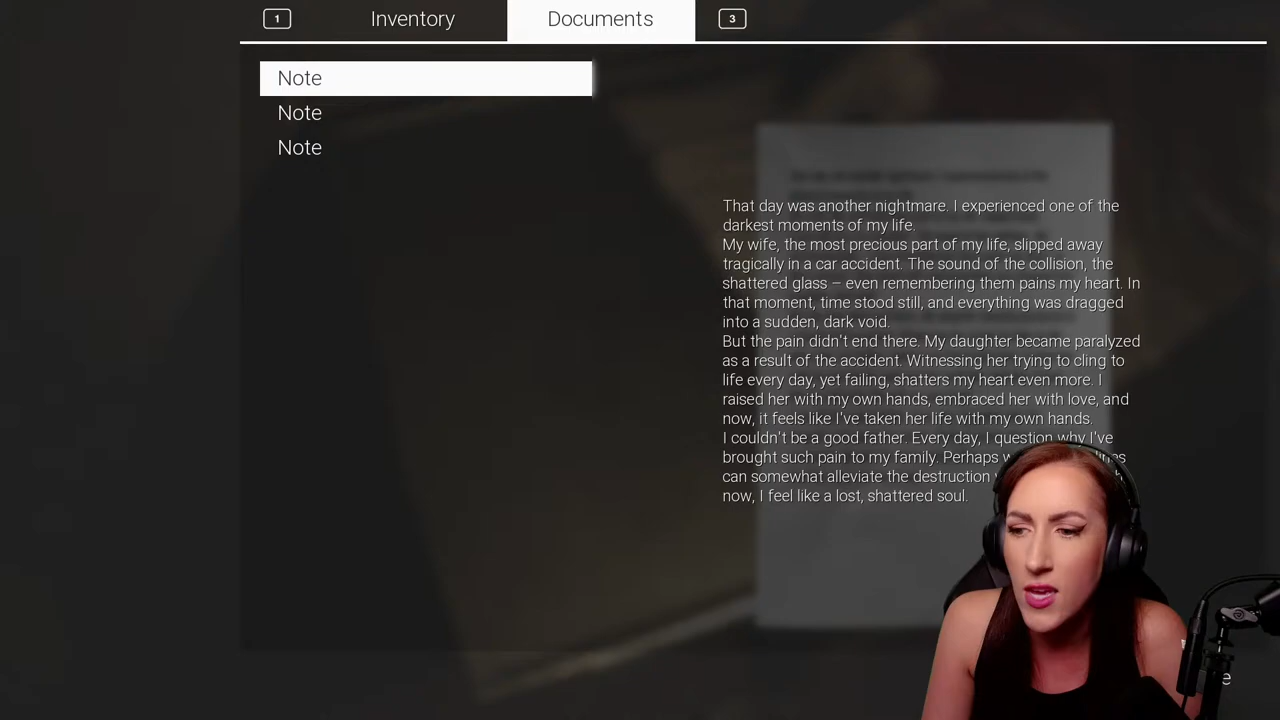 1 Inventory Documents 3
Note
Note
Note
That day was another nightmare. I experienced one of the
darkest moments of my life.
My wife, the most precious part of my life, slipped away
tragically in a car accident. The sound of the collision, the
shattered glass – even remembering them pains my heart. In
that moment, time stood still, and everything was dragged
into a sudden, dark void.
But the pain didn't end there. My daughter became paralyzed
as a result of the accident. Witnessing her trying to cling to
life every day, yet failing, shatters my heart even more. I
raised her with my own hands, embraced her with love, and
now, it feels like I've taken her life with my own hands.
I couldn't be a good father. Every day, I question why I've
brought such pain to my family. Perhaps lines
can somewhat alleviate the destruction
now, I feel like a lost, shattered soul.